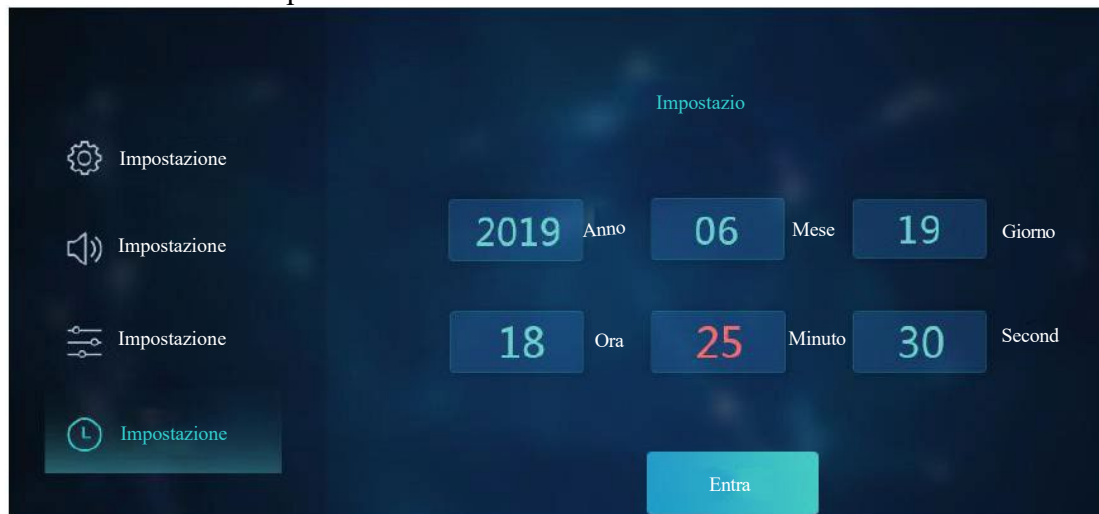 Impostazio
Impostazione
2019 Anno 06 Mese 19 Giorno
Impostazione
18 Ora 25 Minuto 30 Second
Impostazione
Impostazione
Entra